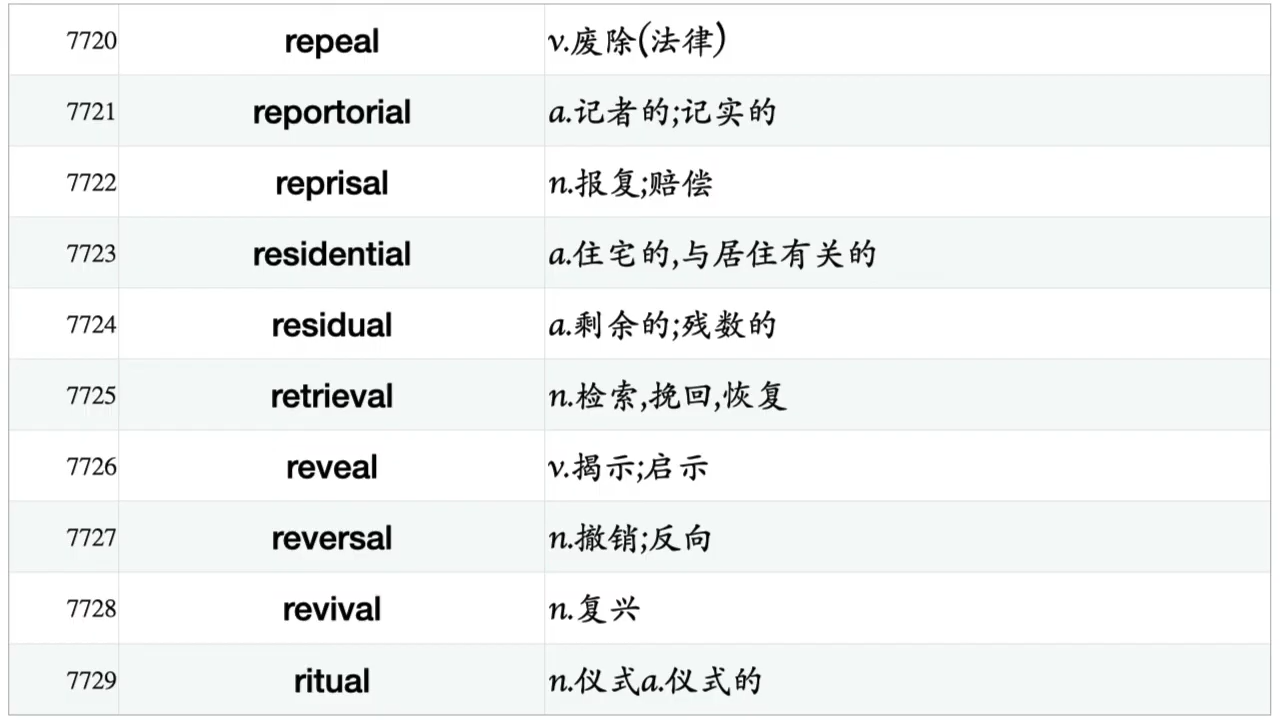 7720 repeal v.废除(法律)
7721 reportorial a.记者的;记实的
7722 reprisal n.报复;赔偿
7723 residential a.住宅的,与居住有关的
7724 residual a.剩余的;残数的
7725 retrieval n.检索,挽回,恢复
7726 reveal v.揭示;启示
7727 reversal n.撤销;反向
7728 revival n.复兴
7729 ritual n.仪式a.仪式的